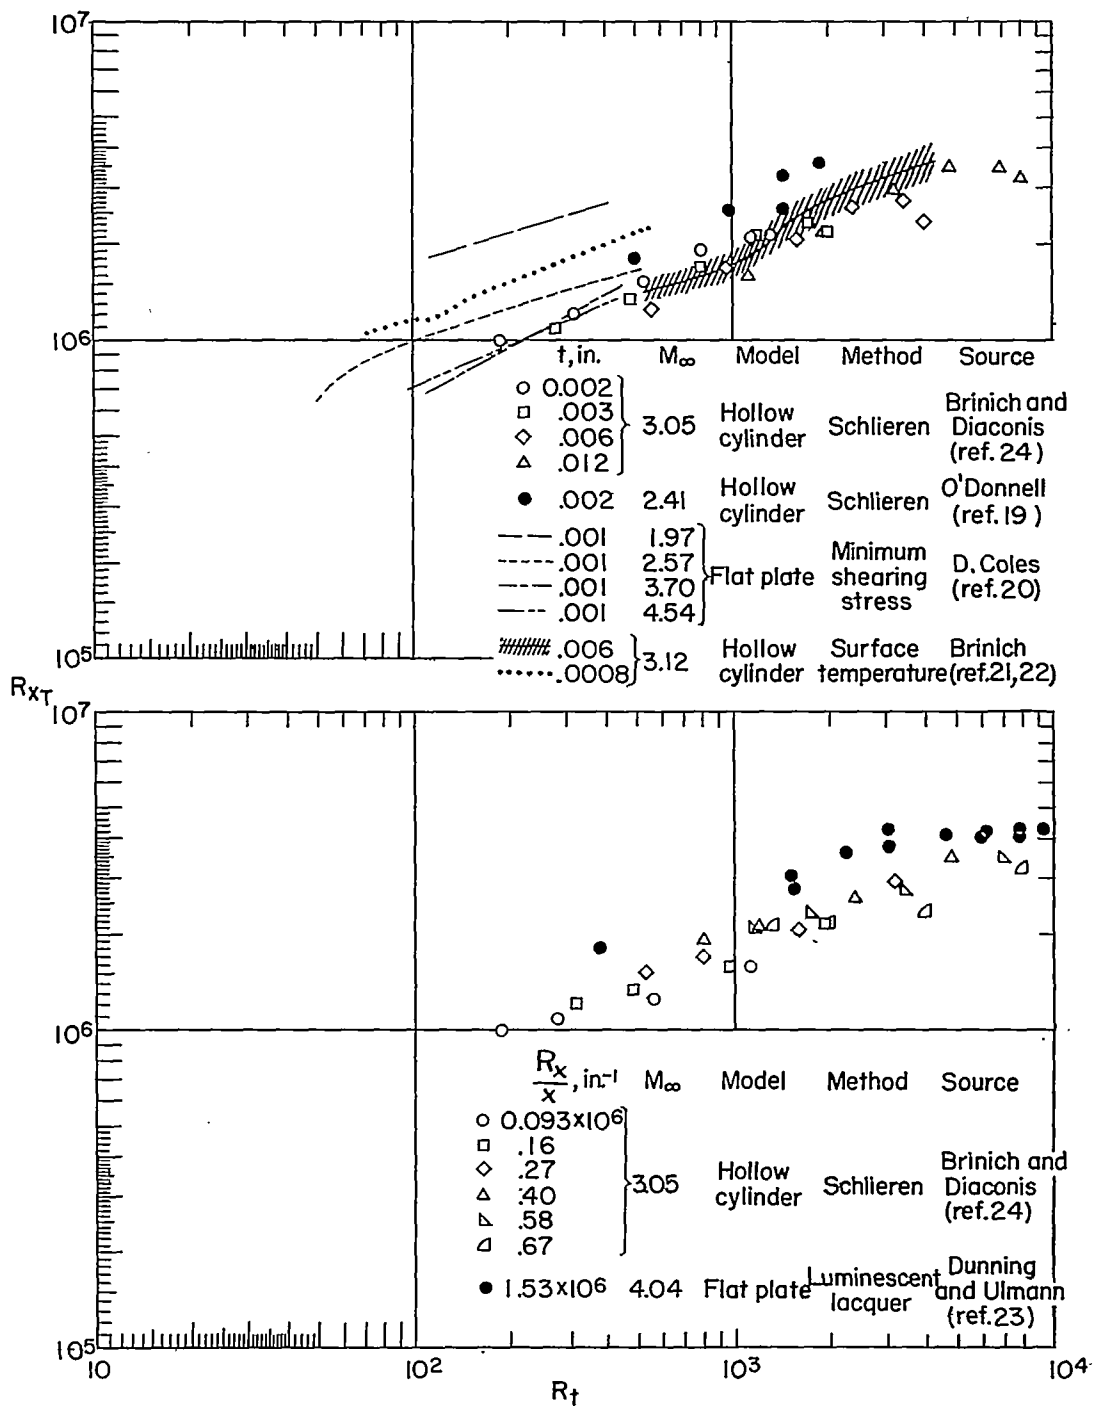 10⁷
10⁶
t, in. M∞ Model Method Source
0.002
.003
.006
.012
3.05 Hollow cylinder Schlieren Brinich and Diaconis (ref. 24)
.002 2.41 Hollow cylinder Schlieren O'Donnell (ref. 19)
.001 1.97
.001 2.57
.001 3.70
.001 4.54
Flat plate Minimum shearing stress D. Coles (ref. 20)
.006
.0008
3.12 Hollow cylinder Surface temperature Brinich (ref. 21, 22)
10⁵
R_xT
10⁷
10⁶
R_x/x, in.⁻¹ M∞ Model Method Source
0.093×10⁶
.16
.27
.40
.58
.67
3.05 Hollow cylinder Schlieren Brinich and Diaconis (ref. 24)
1.53×10⁶ 4.04 Flat plate Luminescent lacquer Dunning and Ulmann (ref. 23)
10⁵
10 10² 10³ 10⁴
R_t